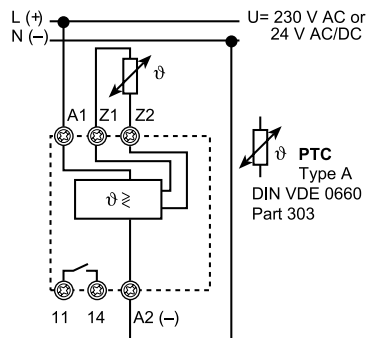 L (+)
N (–)
U= 230 V AC or
24 V AC/DC
ϑ
A1 Z1 Z2
ϑ PTC
Type A
DIN VDE 0660
Part 303
ϑ ⪖
11 14 A2 (–)